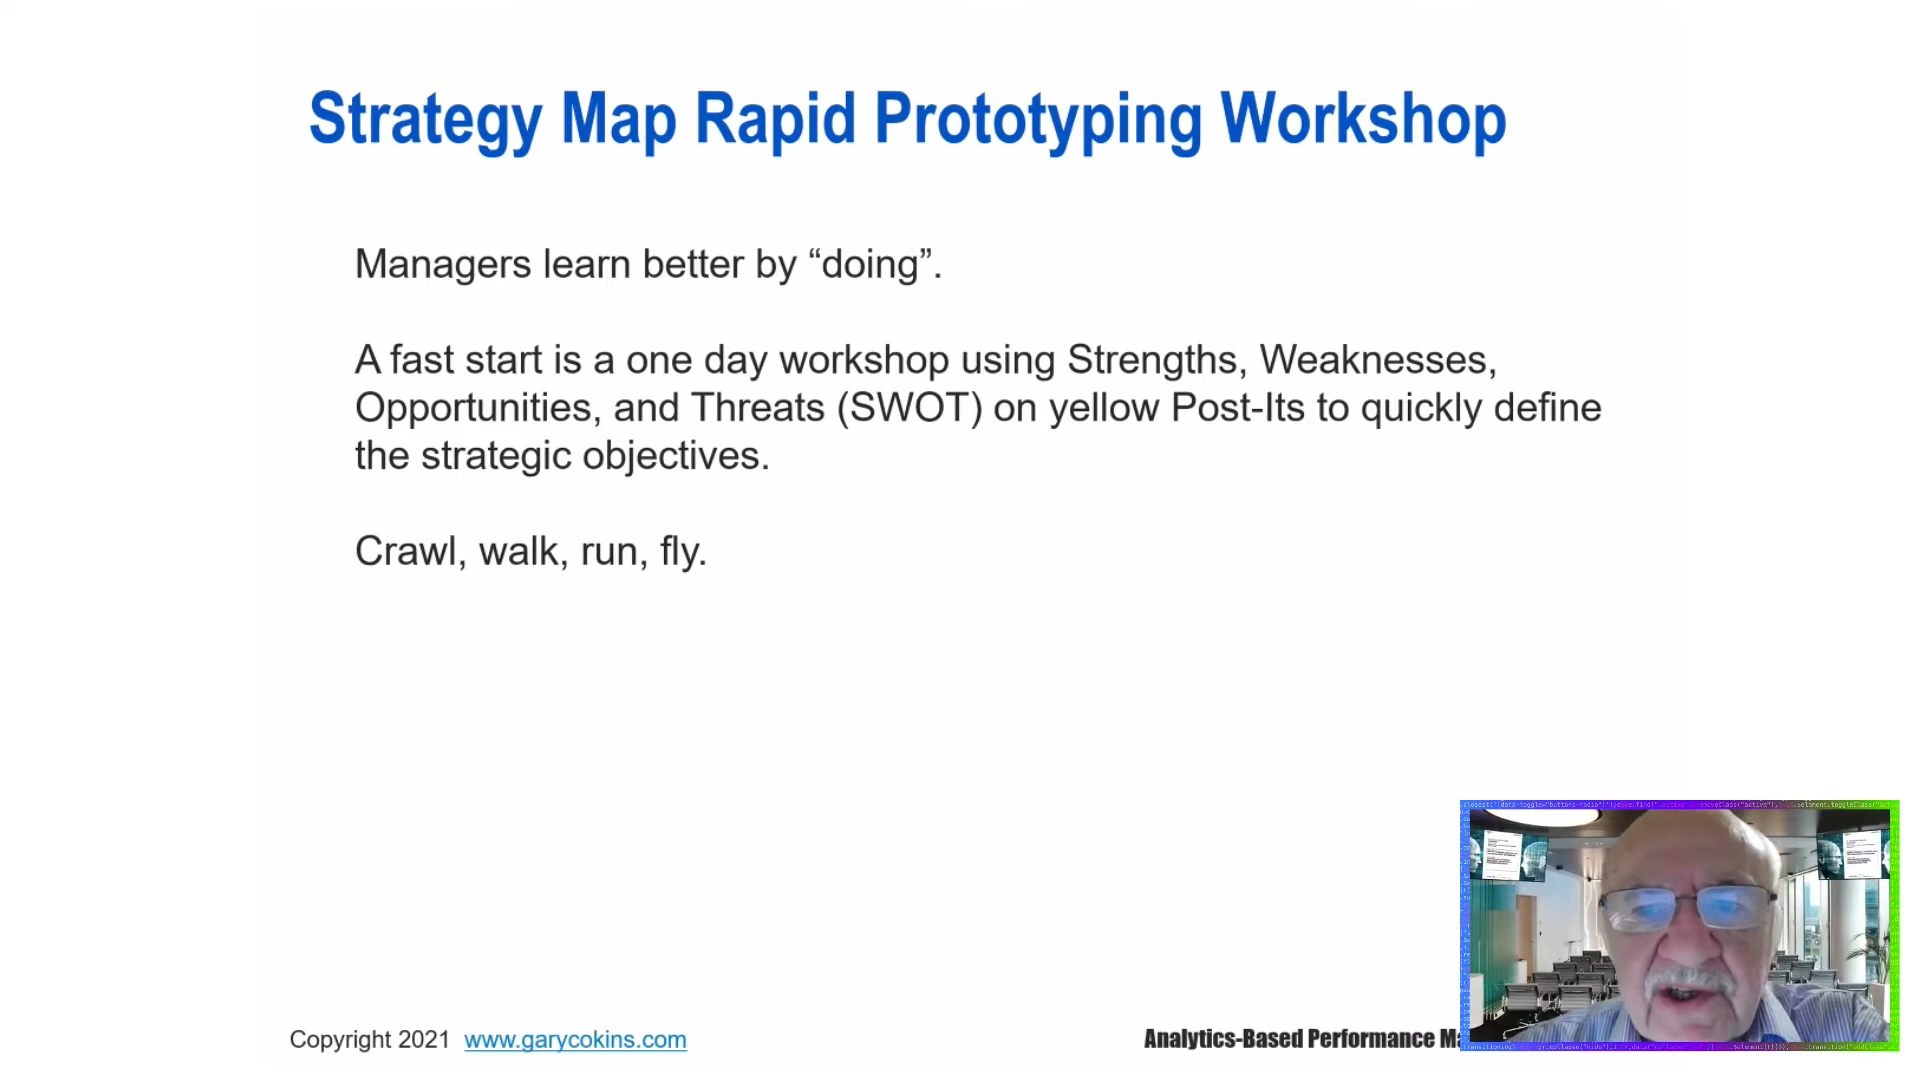 Strategy Map Rapid Prototyping Workshop
Managers learn better by “doing”.
A fast start is a one day workshop using Strengths, Weaknesses,
Opportunities, and Threats (SWOT) on yellow Post-Its to quickly define
the strategic objectives.
Crawl, walk, run, fly.
Copyright 2021 www.garycokins.com
Analytics-Based Performance